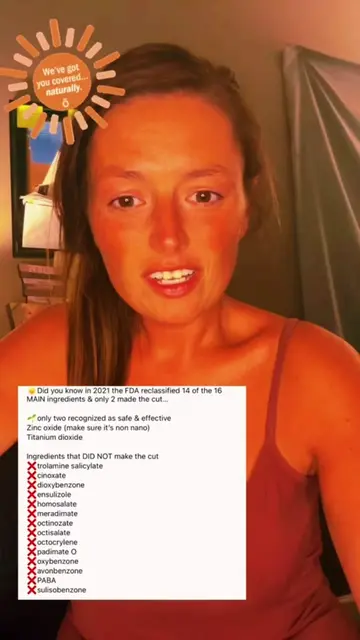 We've got
you covered...
naturally.
ō
🌞Did you know in 2021 the FDA reclassified 14 of the 16
MAIN ingredients & only 2 made the cut...
🌱only two recognized as safe & effective
Zinc oxide (make sure it's non nano)
Titanium dioxide
Ingredients that DID NOT make the cut
❌trolamine salicylate
❌cinoxate
❌dioxybenzone
❌ensulizole
❌homosalate
❌meradimate
❌octinozate
❌octisalate
❌octocrylene
❌padimate O
❌oxybenzone
❌avonbenzone
❌PABA
❌sulisobenzone